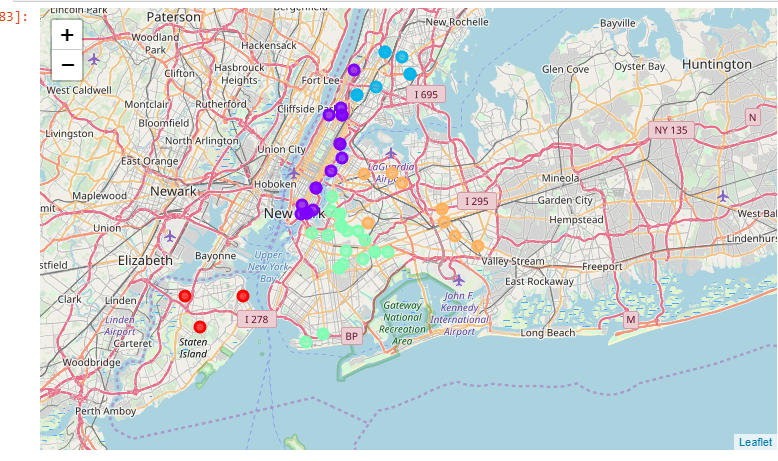 83]:
+
−
Lincoln Park
Paterson
Bergenfield
New Rochelle
Bayville
Woodland
Park
Hackensack
Clifton
Hasbrouck
Heights-
Fort Lee
Glen Cove
Oyster Bay
Huntington
West Caldwell
Montclair
Rutherford
Cliffside Park
I 695
Bloomfield
N
Livingston
North Arlington
NY 135
East Orange
Union City
LaGuardia
Airport
Mineola
Hoboken
Newark
Maplewood
I 295
Garden City
Hempstead
New York
Union
West Ba
Lindenhurs
Elizabeth
Bayonne
Upper
New York
Bay
Valley Stream
Freeport
stfield
East Rockaway
Clark
Linden
Linden
Airport
I 278
Gateway
National
Recreation
Area
John F.
Kennedy
International
Airport
M
Long Beach
BP
Carteret
Staten
Island
Woodbridge
Perth Amboy
Leaflet